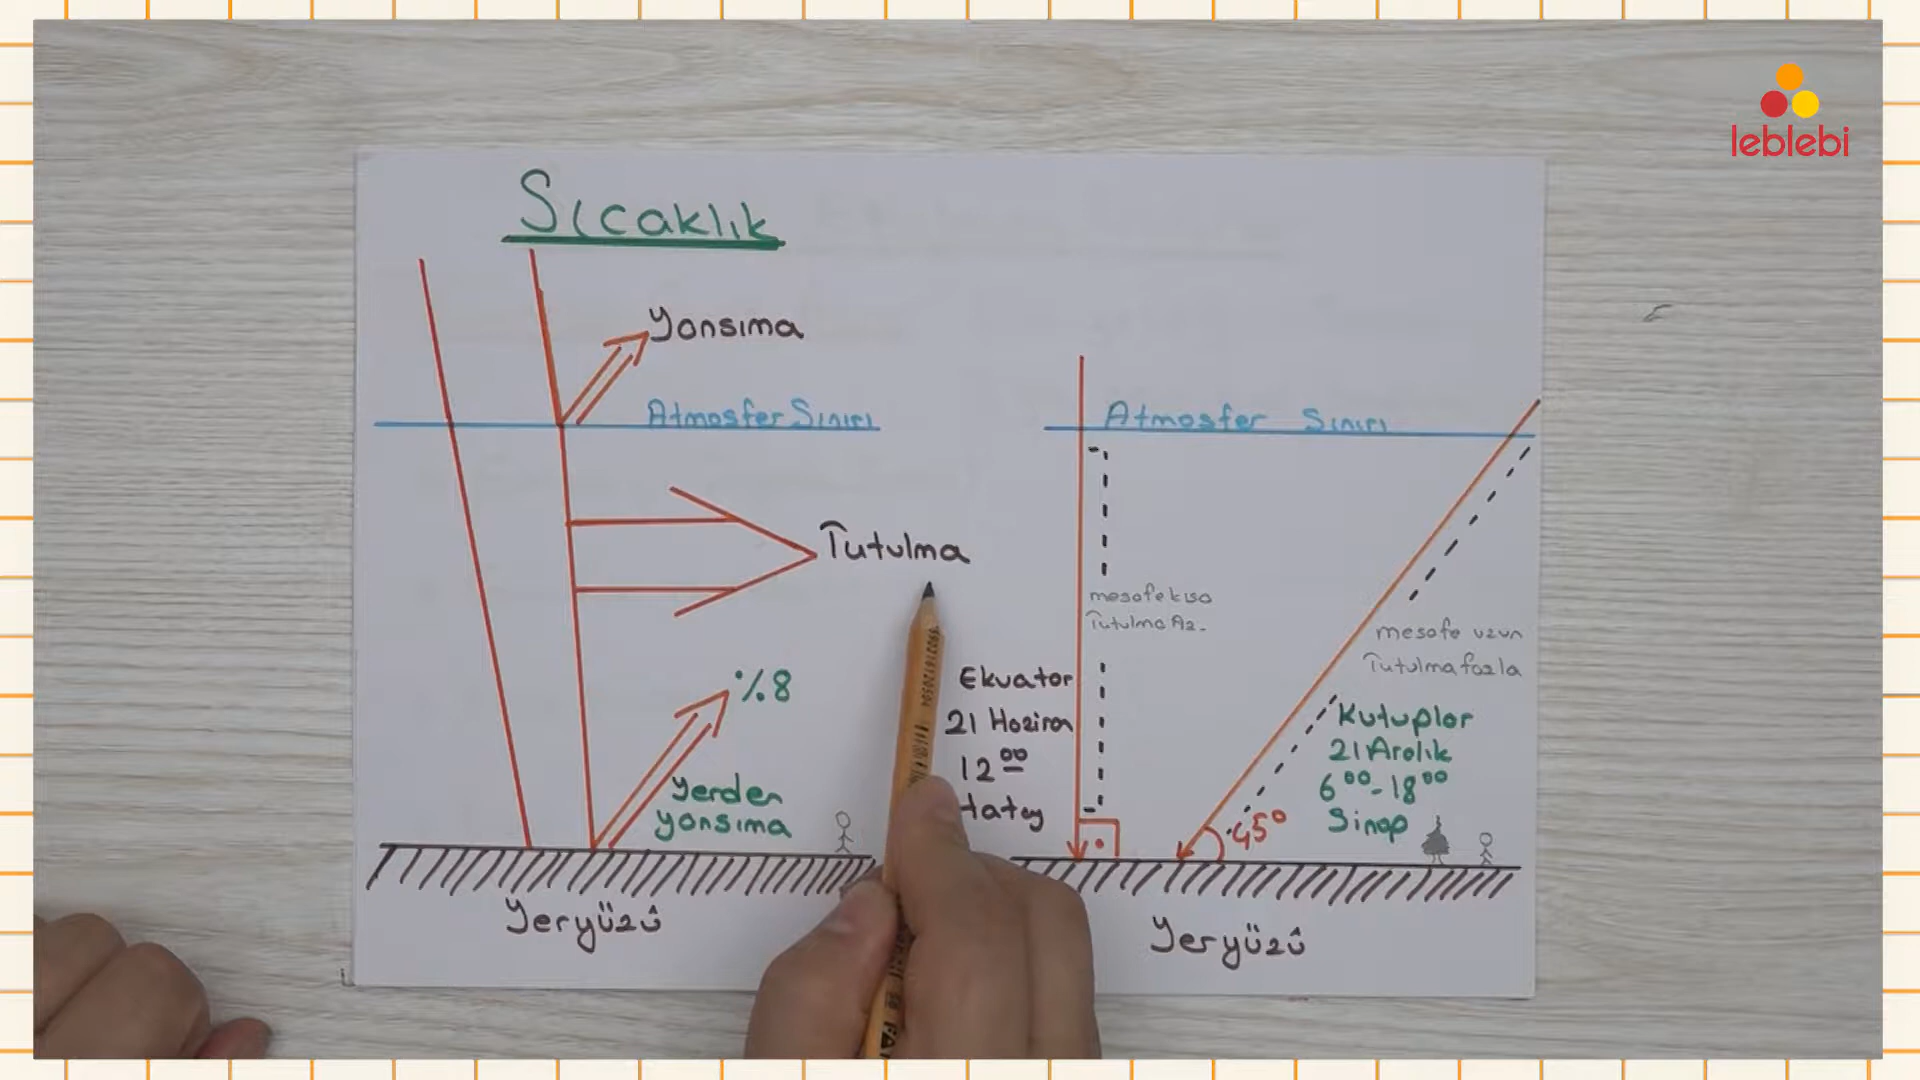 leblebi
Sıcaklık
Yansıma
Atmosfer Sınırı
Tutulma
%8
Yerden
yansıma
Yeryüzü
Atmosfer Sınırı
mesafe kısa
Tutulma Az.
Ekvator
21 Haziran
12⁰⁰
Hatay
mesafe uzun
Tutulma fazla
Kutuplar
21 Aralık
6⁰⁰-18⁰⁰
Sinop
45°
Yeryüzü